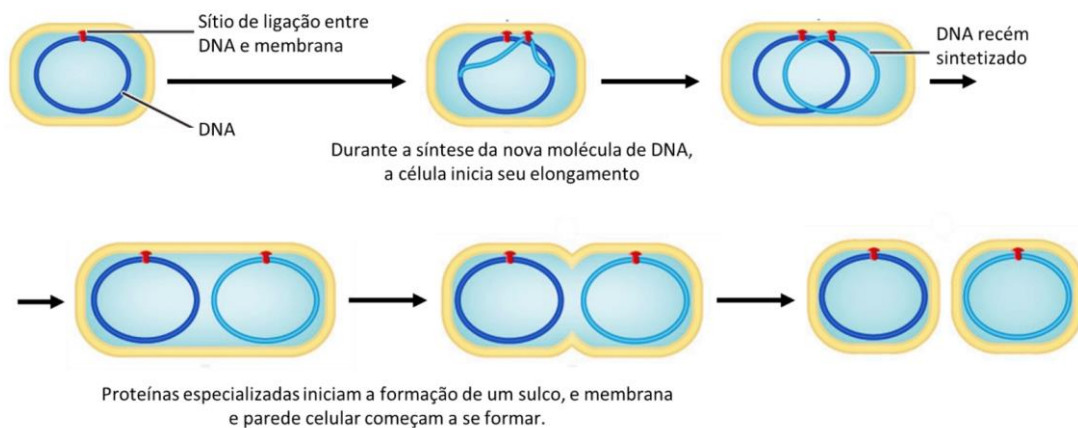 Sítio de ligação entre
DNA e membrana
DNA
DNA recém
sintetizado
Durante a síntese da nova molécula de DNA,
a célula inicia seu elongamento
Proteínas especializadas iniciam a formação de um sulco, e membrana
e parede celular começam a se formar.